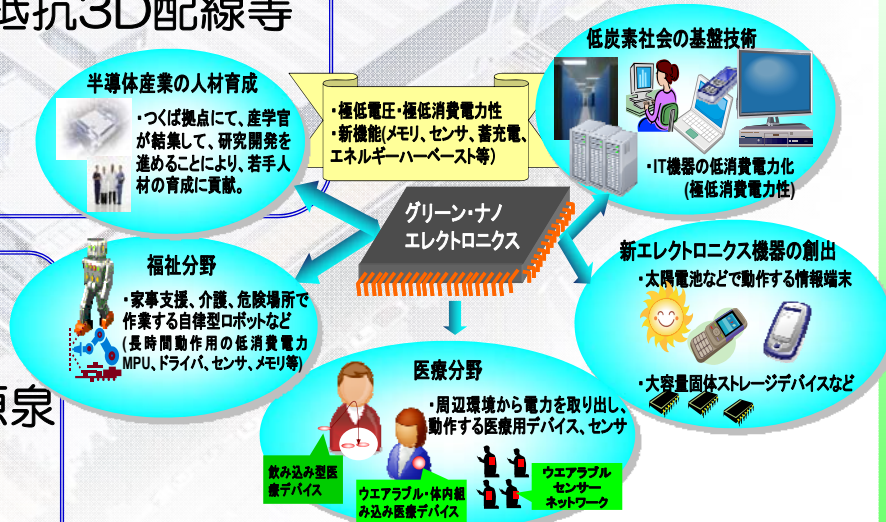 抵抗3D配線等
半導体産業の人材育成
・つくば拠点にて、産学官
が結集して、研究開発を
進めることにより、若手人
材の育成に貢献。
・極低電圧・極低消費電力性
・新機能(メモリ、センサ、蓄充電、
エネルギーハーベースト等)
低炭素社会の基盤技術
・IT機器の低消費電力化
(極低消費電力性)
グリーン・ナノ
エレクトロニクス
福祉分野
・家事支援、介護、危険場所で
作業する自律型ロボットなど
(長時間動作用の低消費電力
MPU、ドライバ、センサ、メモリ等)
新エレクトロニクス機器の創出
・太陽電池などで動作する情報端末
・大容量固体ストレージデバイスなど
源泉
医療分野
・周辺環境から電力を取り出し、
動作する医療用デバイス、センサ
飲み込み型医
療デバイス
ウエアラブル・体内組
み込み医療デバイス
ウエアラブル
センサー
ネットワーク